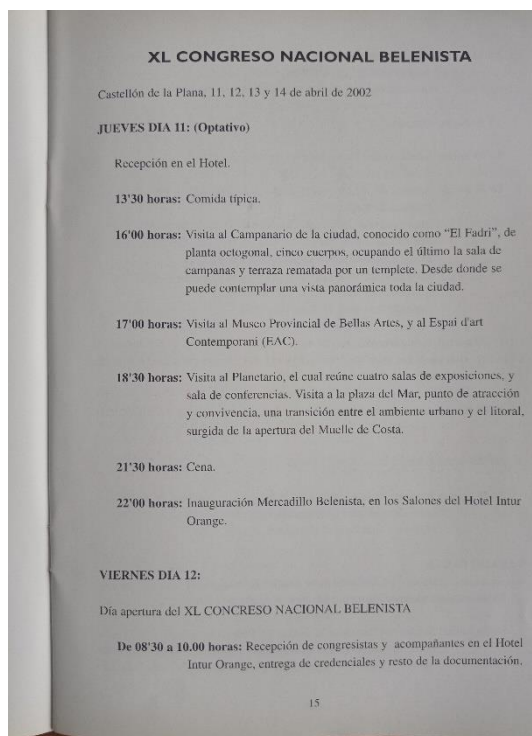 XL CONGRESO NACIONAL BELENISTA
Castellón de la Plana, 11, 12, 13 y 14 de abril de 2002
JUEVES DIA 11: (Optativo)
Recepción en el Hotel.
13'30 horas: Comida típica.
16'00 horas: Visita al Campanario de la ciudad, conocido como “El Fadri”, de
planta octogonal, cinco cuerpos, ocupando el último la sala de
campanas y terraza rematada por un templete. Desde donde se
puede contemplar una vista panorámica toda la ciudad.
17'00 horas: Visita al Museo Provincial de Bellas Artes, y al Espai d'art
Contemporani (EAC).
18'30 horas: Visita al Planetario, el cual reúne cuatro salas de exposiciones, y
sala de conferencias. Visita a la plaza del Mar, punto de atracción
y convivencia, una transición entre el ambiente urbano y el litoral,
surgida de la apertura del Muelle de Costa.
21'30 horas: Cena.
22'00 horas: Inauguración Mercadillo Belenista, en los Salones del Hotel Intur
Orange.
VIERNES DIA 12:
Día apertura del XL CONCRESO NACIONAL BELENISTA
De 08'30 a 10.00 horas: Recepción de congresistas y acompañantes en el Hotel
Intur Orange, entrega de credenciales y resto de la documentación.
15